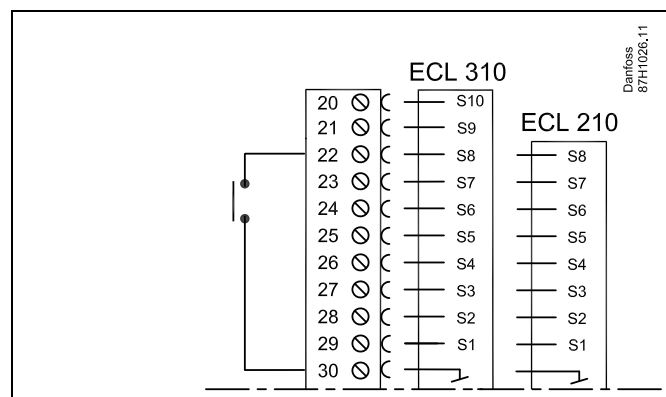 Danfoss
87H1026.11
ECL 310
ECL 210
20 S10
21 S9
22 S8 S8
23 S7 S7
24 S6 S6
25 S5 S5
26 S4 S4
27 S3 S3
28 S2 S2
29 S1 S1
30